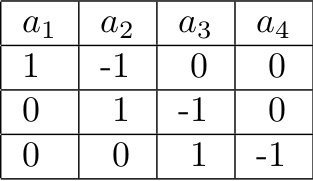 a₁ a₂ a₃ a₄
1 -1 0 0
0 1 -1 0
0 0 1 -1